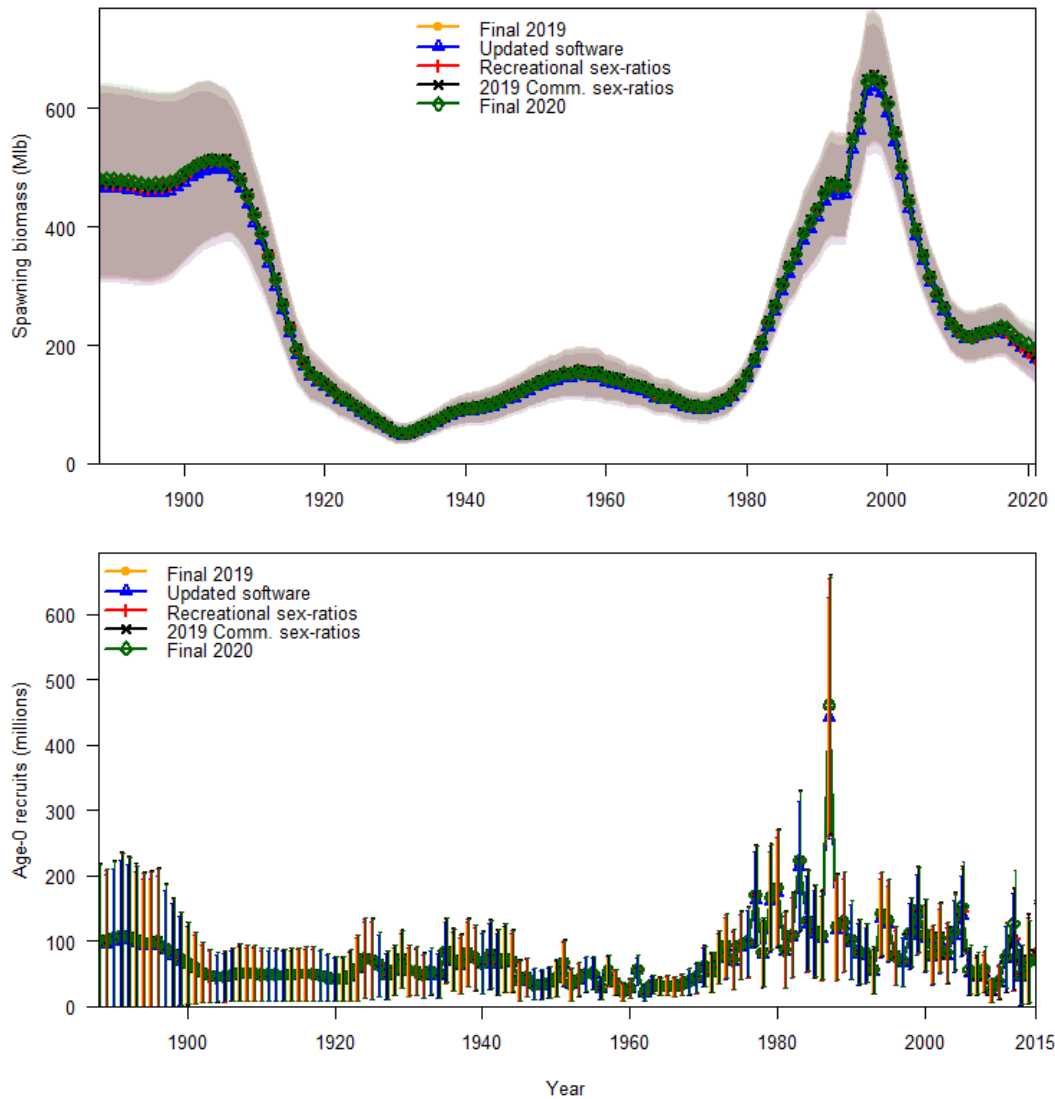 Final 2019
Updated software
Recreational sex-ratios
2019 Comm. sex-ratios
Final 2020
Spawning biomass (Mlb)
600
400
200
0
1900
1920
1940
1960
1980
2000
2020
Final 2019
Updated software
Recreational sex-ratios
2019 Comm. sex-ratios
Final 2020
Age-0 recruits (millions)
600
500
400
300
200
100
0
1900
1920
1940
1960
1980
2000
2015
Year